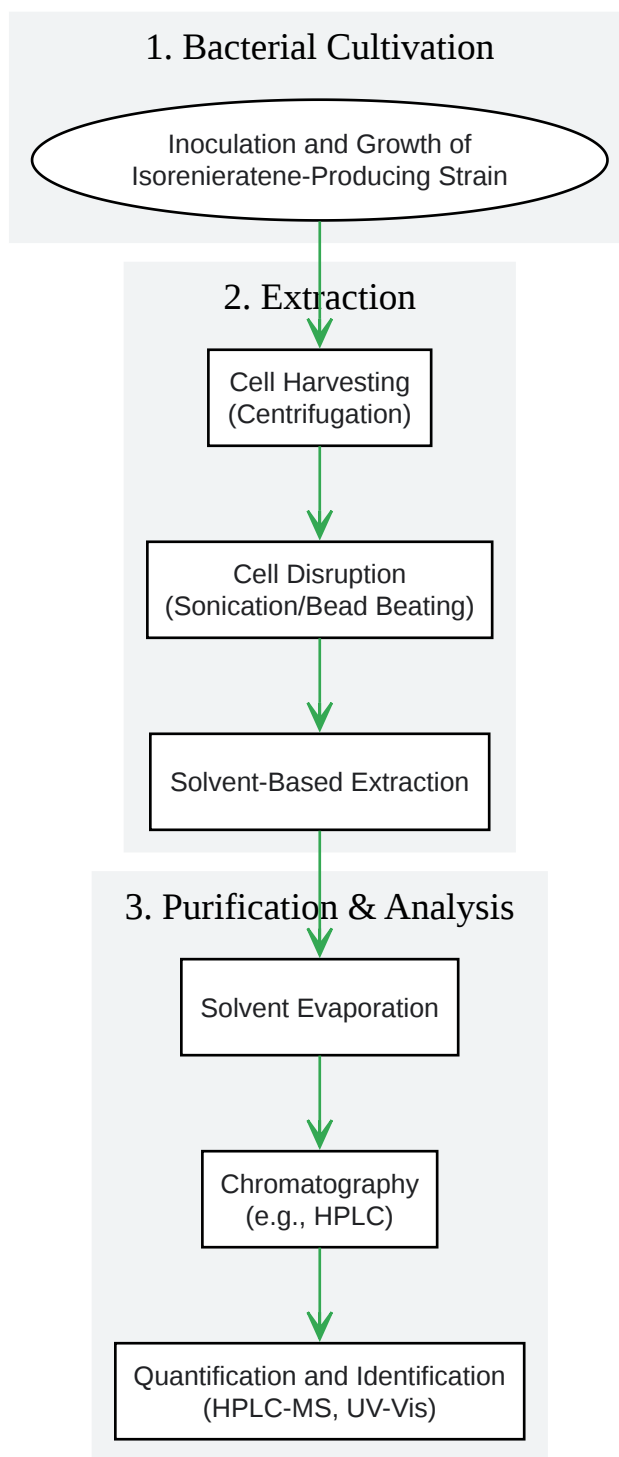 1. Bacterial Cultivation
Inoculation and Growth of
Isorenieratene-Producing Strain
2. Extraction
Cell Harvesting
(Centrifugation)
Cell Disruption
(Sonication/Bead Beating)
Solvent-Based Extraction
3. Purification & Analysis
Solvent Evaporation
Chromatography
(e.g., HPLC)
Quantification and Identification
(HPLC-MS, UV-Vis)